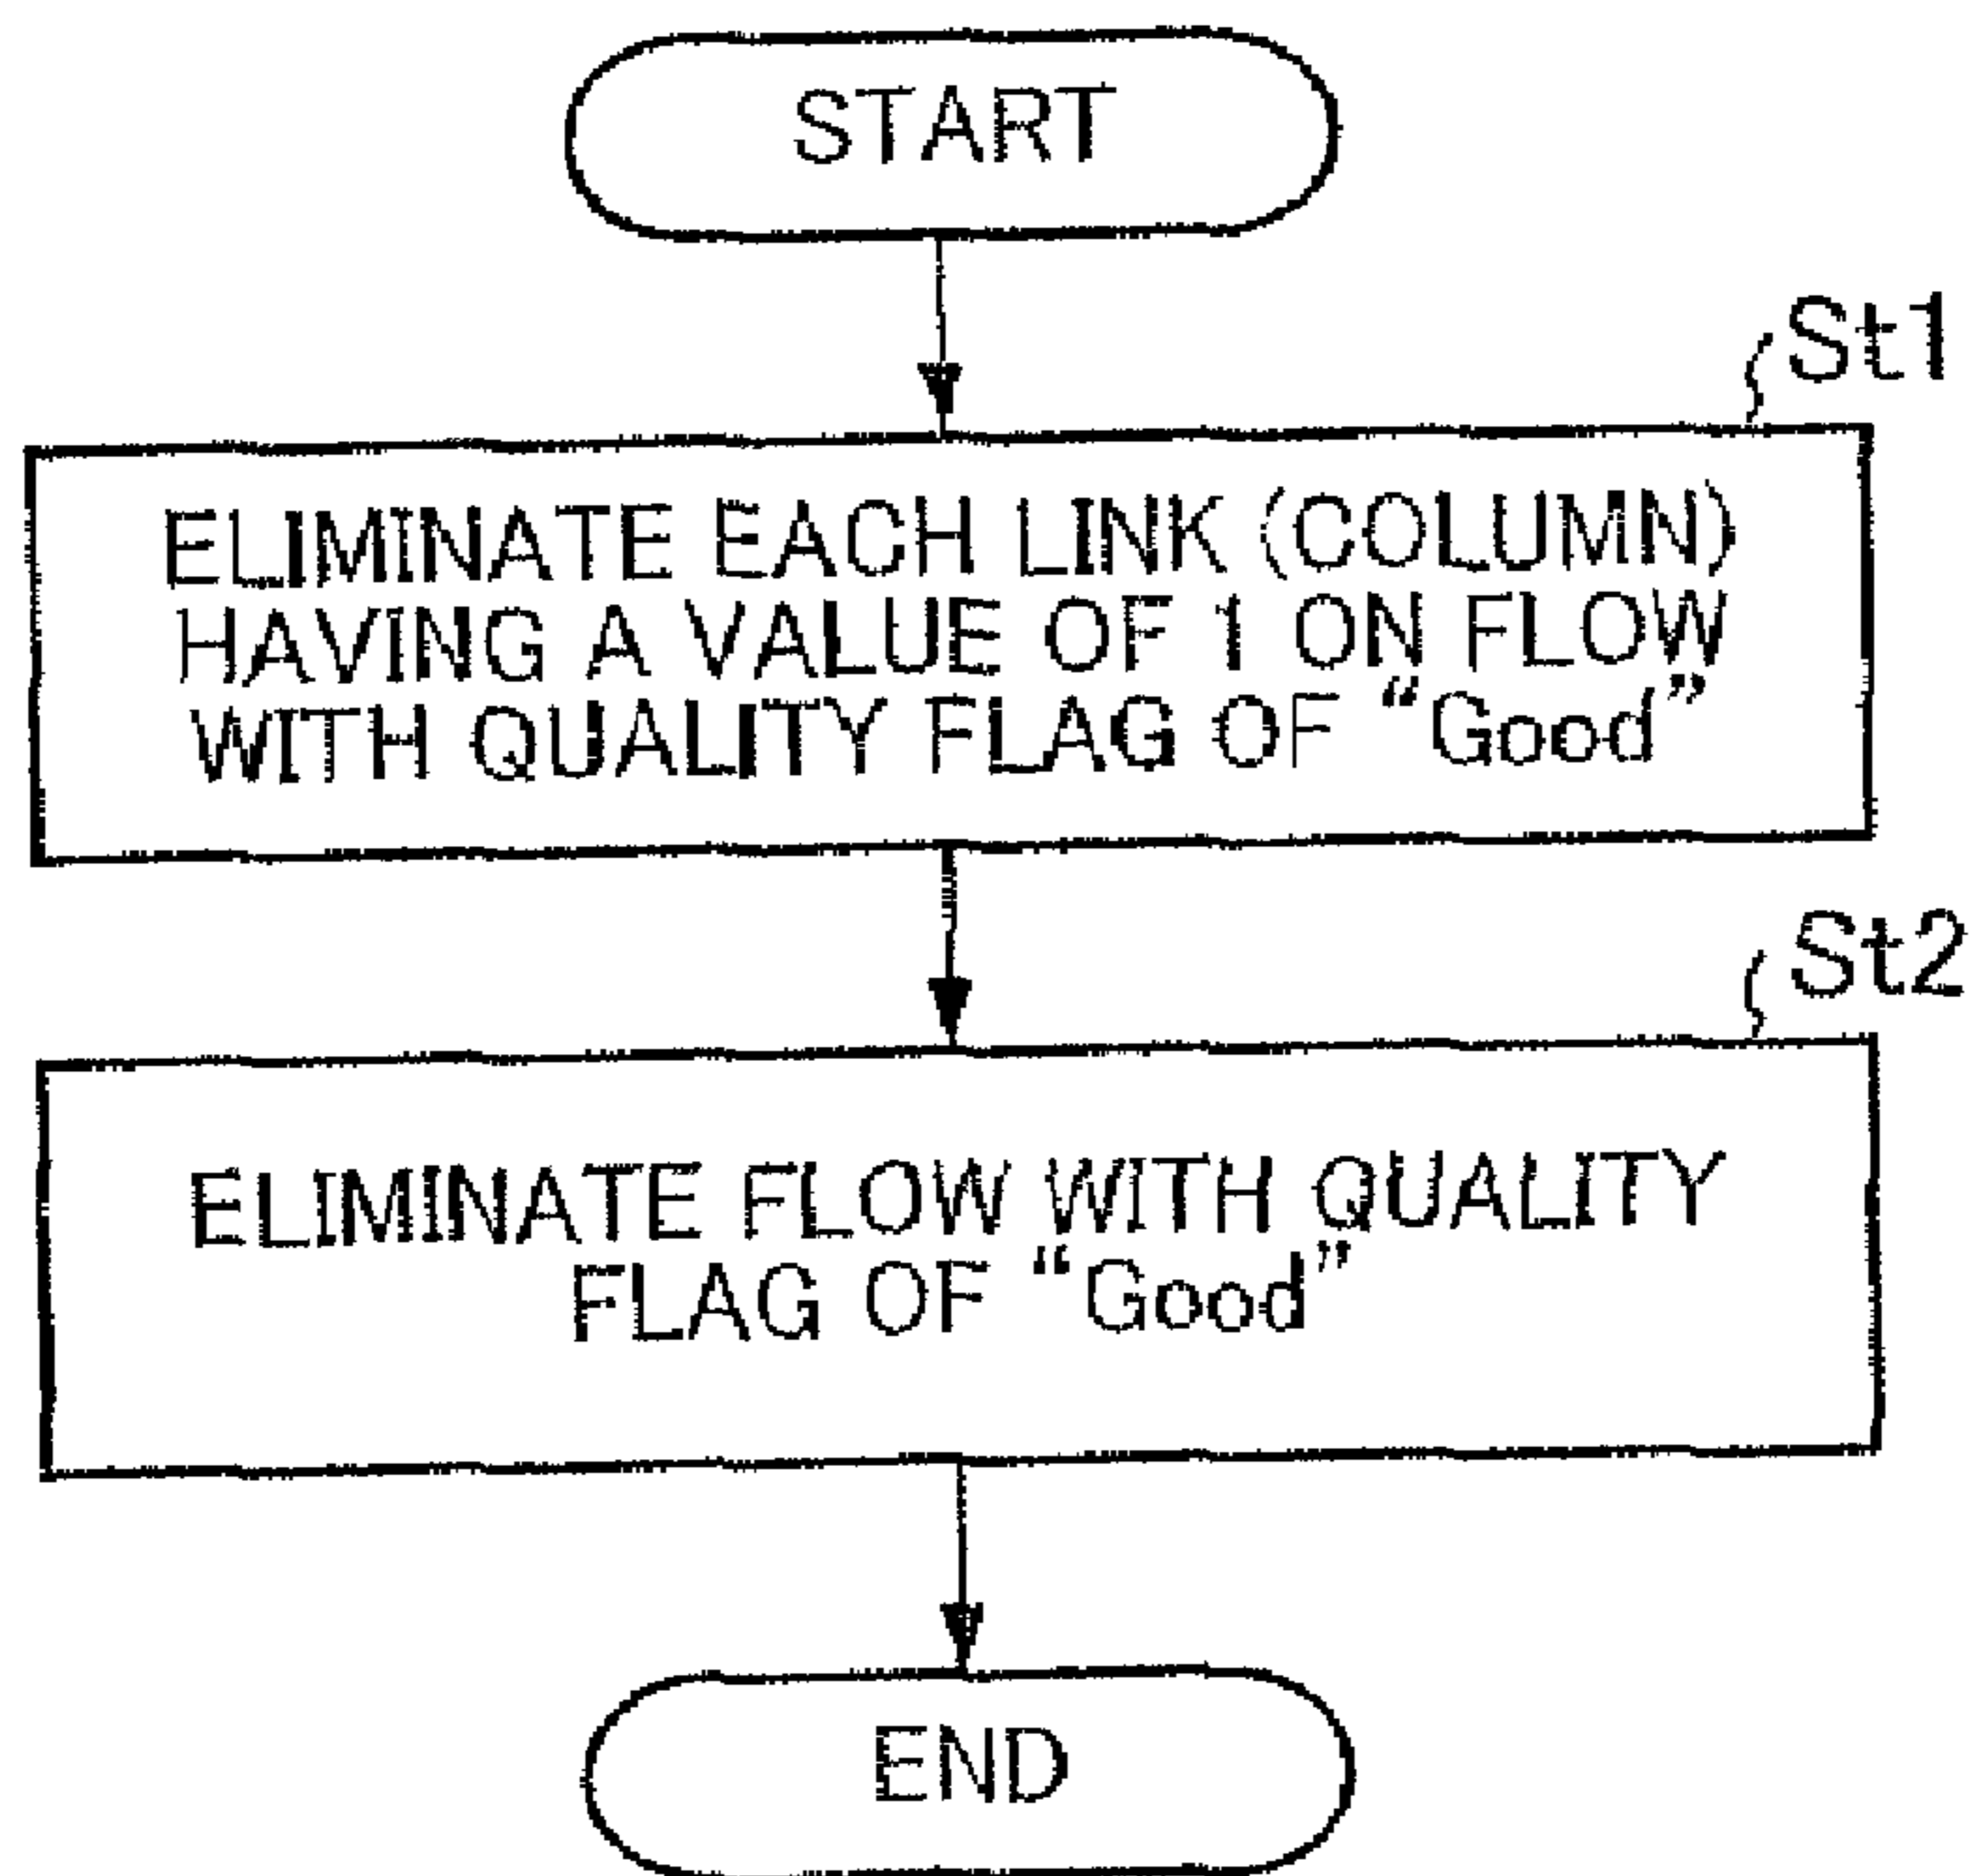 START
St1
ELIMINATE EACH LINK (COLUMN)
HAVING A VALUE OF 1 ON FLOW
WITH QUALITY FLAG OF “Good”
St2
ELIMINATE FLOW WITH QUALITY
FLAG OF “Good”
END